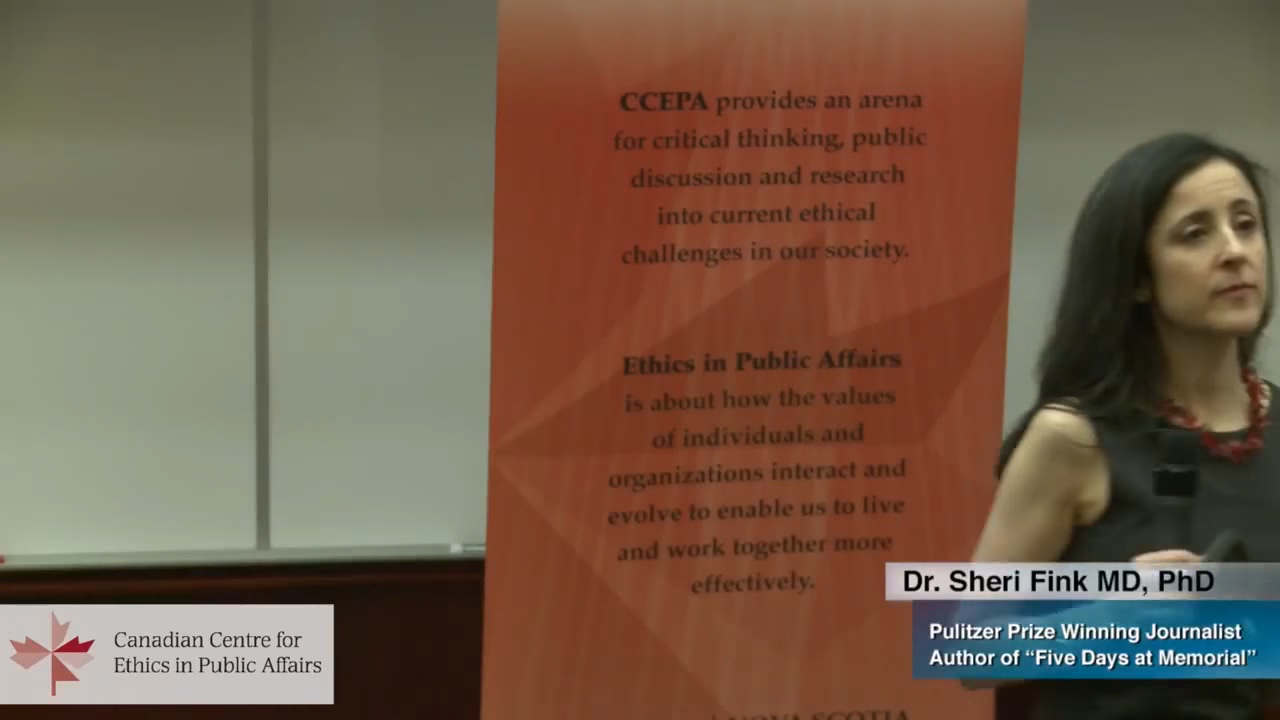 CCEPA provides an arena
for critical thinking, public
discussion and research
into current ethical
challenges in our society.
Ethics in Public Affairs
is about how the values
of individuals and
organizations interact and
evolve to enable us to live
and work together more
effectively.
NOVA SCOTIA
Dr. Sheri Fink MD, PhD
Pulitzer Prize Winning Journalist
Author of “Five Days at Memorial”
Canadian Centre for
Ethics in Public Affairs